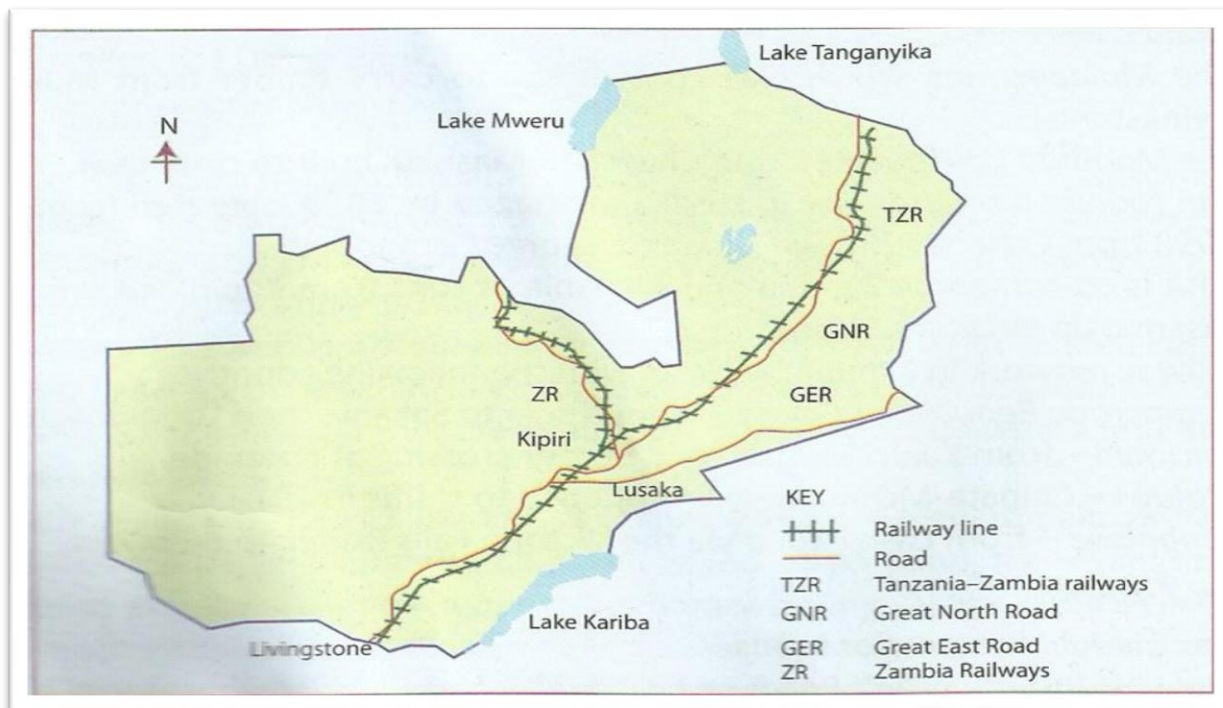 Lake Tanganyika
Lake Mweru
N
TZR
GNR
ZR
GER
Kipiri
Lusaka
KEY
Railway line
Road
TZR Tanzania–Zambia railways
GNR Great North Road
GER Great East Road
ZR Zambia Railways
Lake Kariba
Livingstone